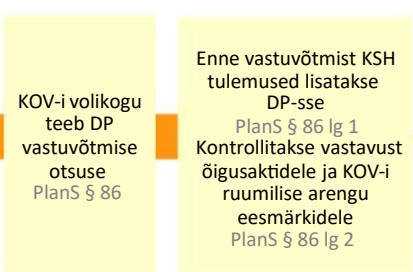 KOV-i volikogu
teeb DP
vastuvõtmise
otsuse
PlanS § 86
Enne vastuvõtmist KSH
tulemused lisatakse
DP-sse
PlanS § 86 lg 1
Kontrollitakse vastavust
õigusaktidele ja KOV-i
ruumilise arengu
eesmärkidele
PlanS § 86 lg 2